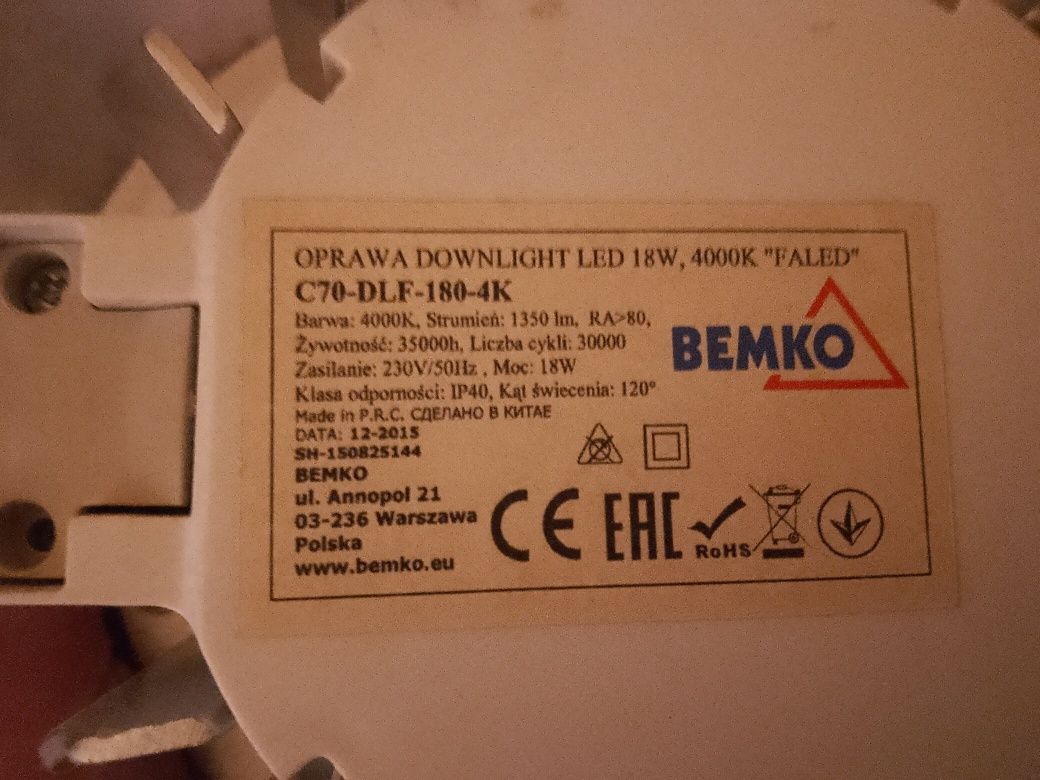 OPRAWA DOWNLIGHT LED 18W, 4000K "FALED"
C70-DLF-180-4K
Barwa: 4000K, Strumień: 1350 lm, RA>80,
Żywotność: 35000h, Liczba cykli: 30000
Zasilanie: 230V/50Hz , Moc: 18W
Klasa odporności: IP40, Kąt świecenia: 120°
Made in P.R.C. СДЕЛАНО В КИТАЕ
DATA: 12-2015
SH-150825144
BEMKO
ul. Annopol 21
03-236 Warszawa
Polska
www.bemko.eu
BEMKO
CE EAC RoHS